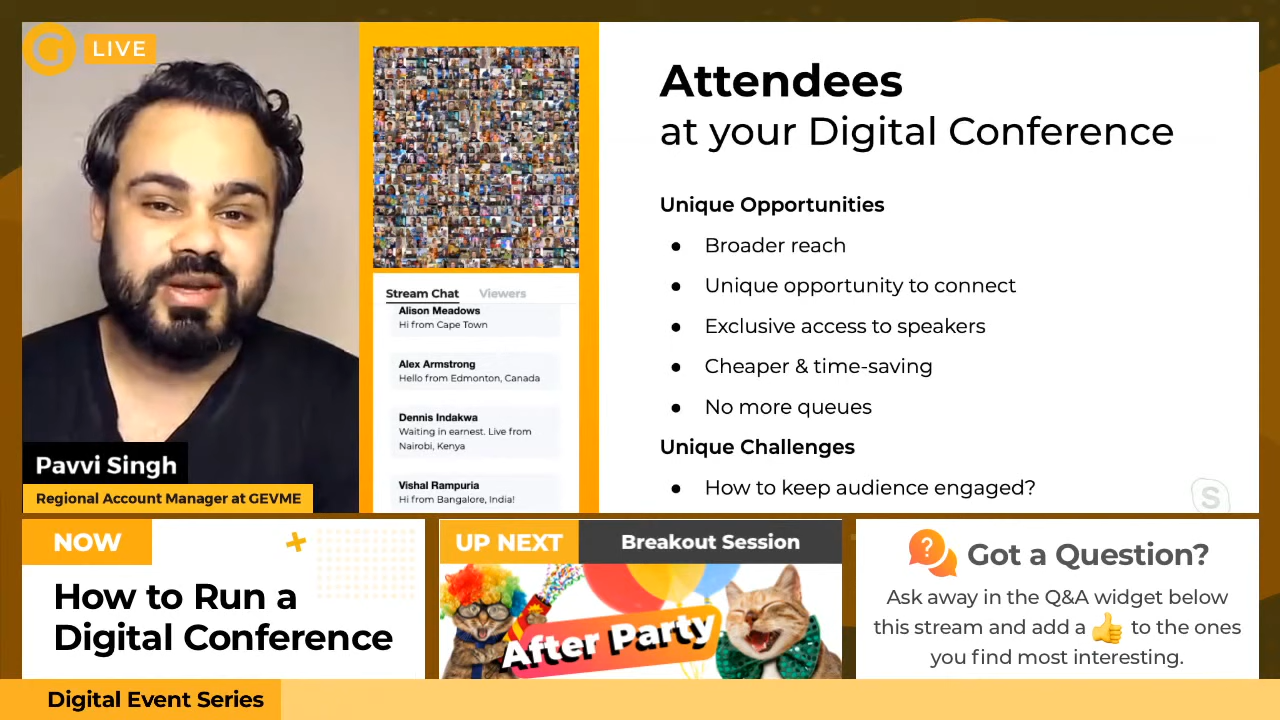 G LIVE
Pavvi Singh
Regional Account Manager at GEVME
Stream Chat Viewers
Alison Meadows
Hi from Cape Town
Alex Armstrong
Hello from Edmonton, Canada
Dennis Indakwa
Waiting in earnest. Live from
Nairobi, Kenya
Vishal Rampuria
Hi from Bangalore, India!
Attendees
at your Digital Conference
Unique Opportunities
● Broader reach
● Unique opportunity to connect
● Exclusive access to speakers
● Cheaper & time-saving
● No more queues
Unique Challenges
● How to keep audience engaged?
S
NOW
How to Run a
Digital Conference
UP NEXT Breakout Session
After Party
? Got a Question?
Ask away in the Q&A widget below
this stream and add a 👍 to the ones
you find most interesting.
Digital Event Series